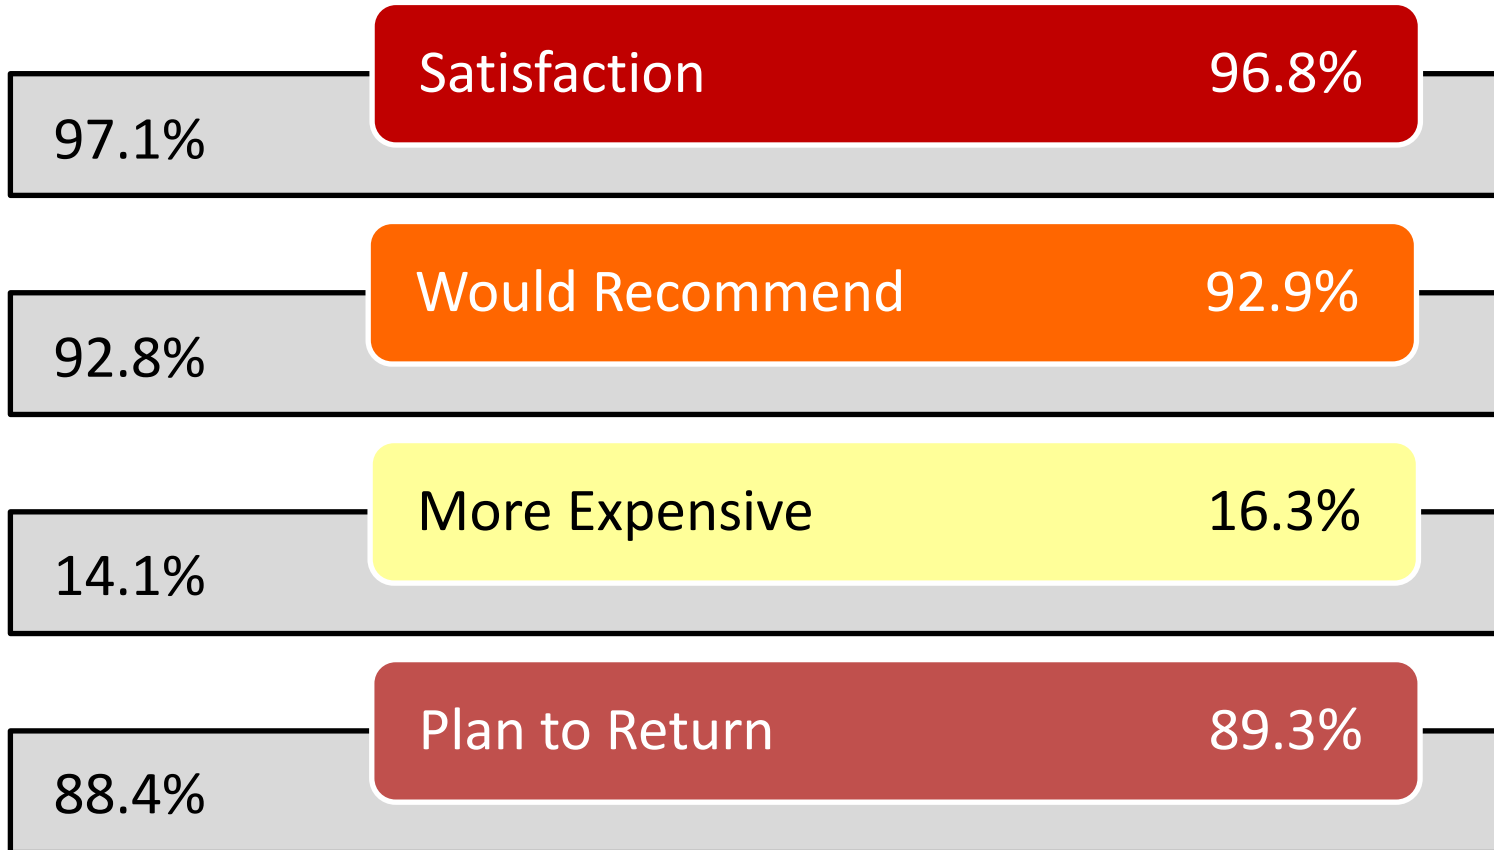 Satisfaction 96.8%
97.1%
Would Recommend 92.9%
92.8%
More Expensive 16.3%
14.1%
Plan to Return 89.3%
88.4%